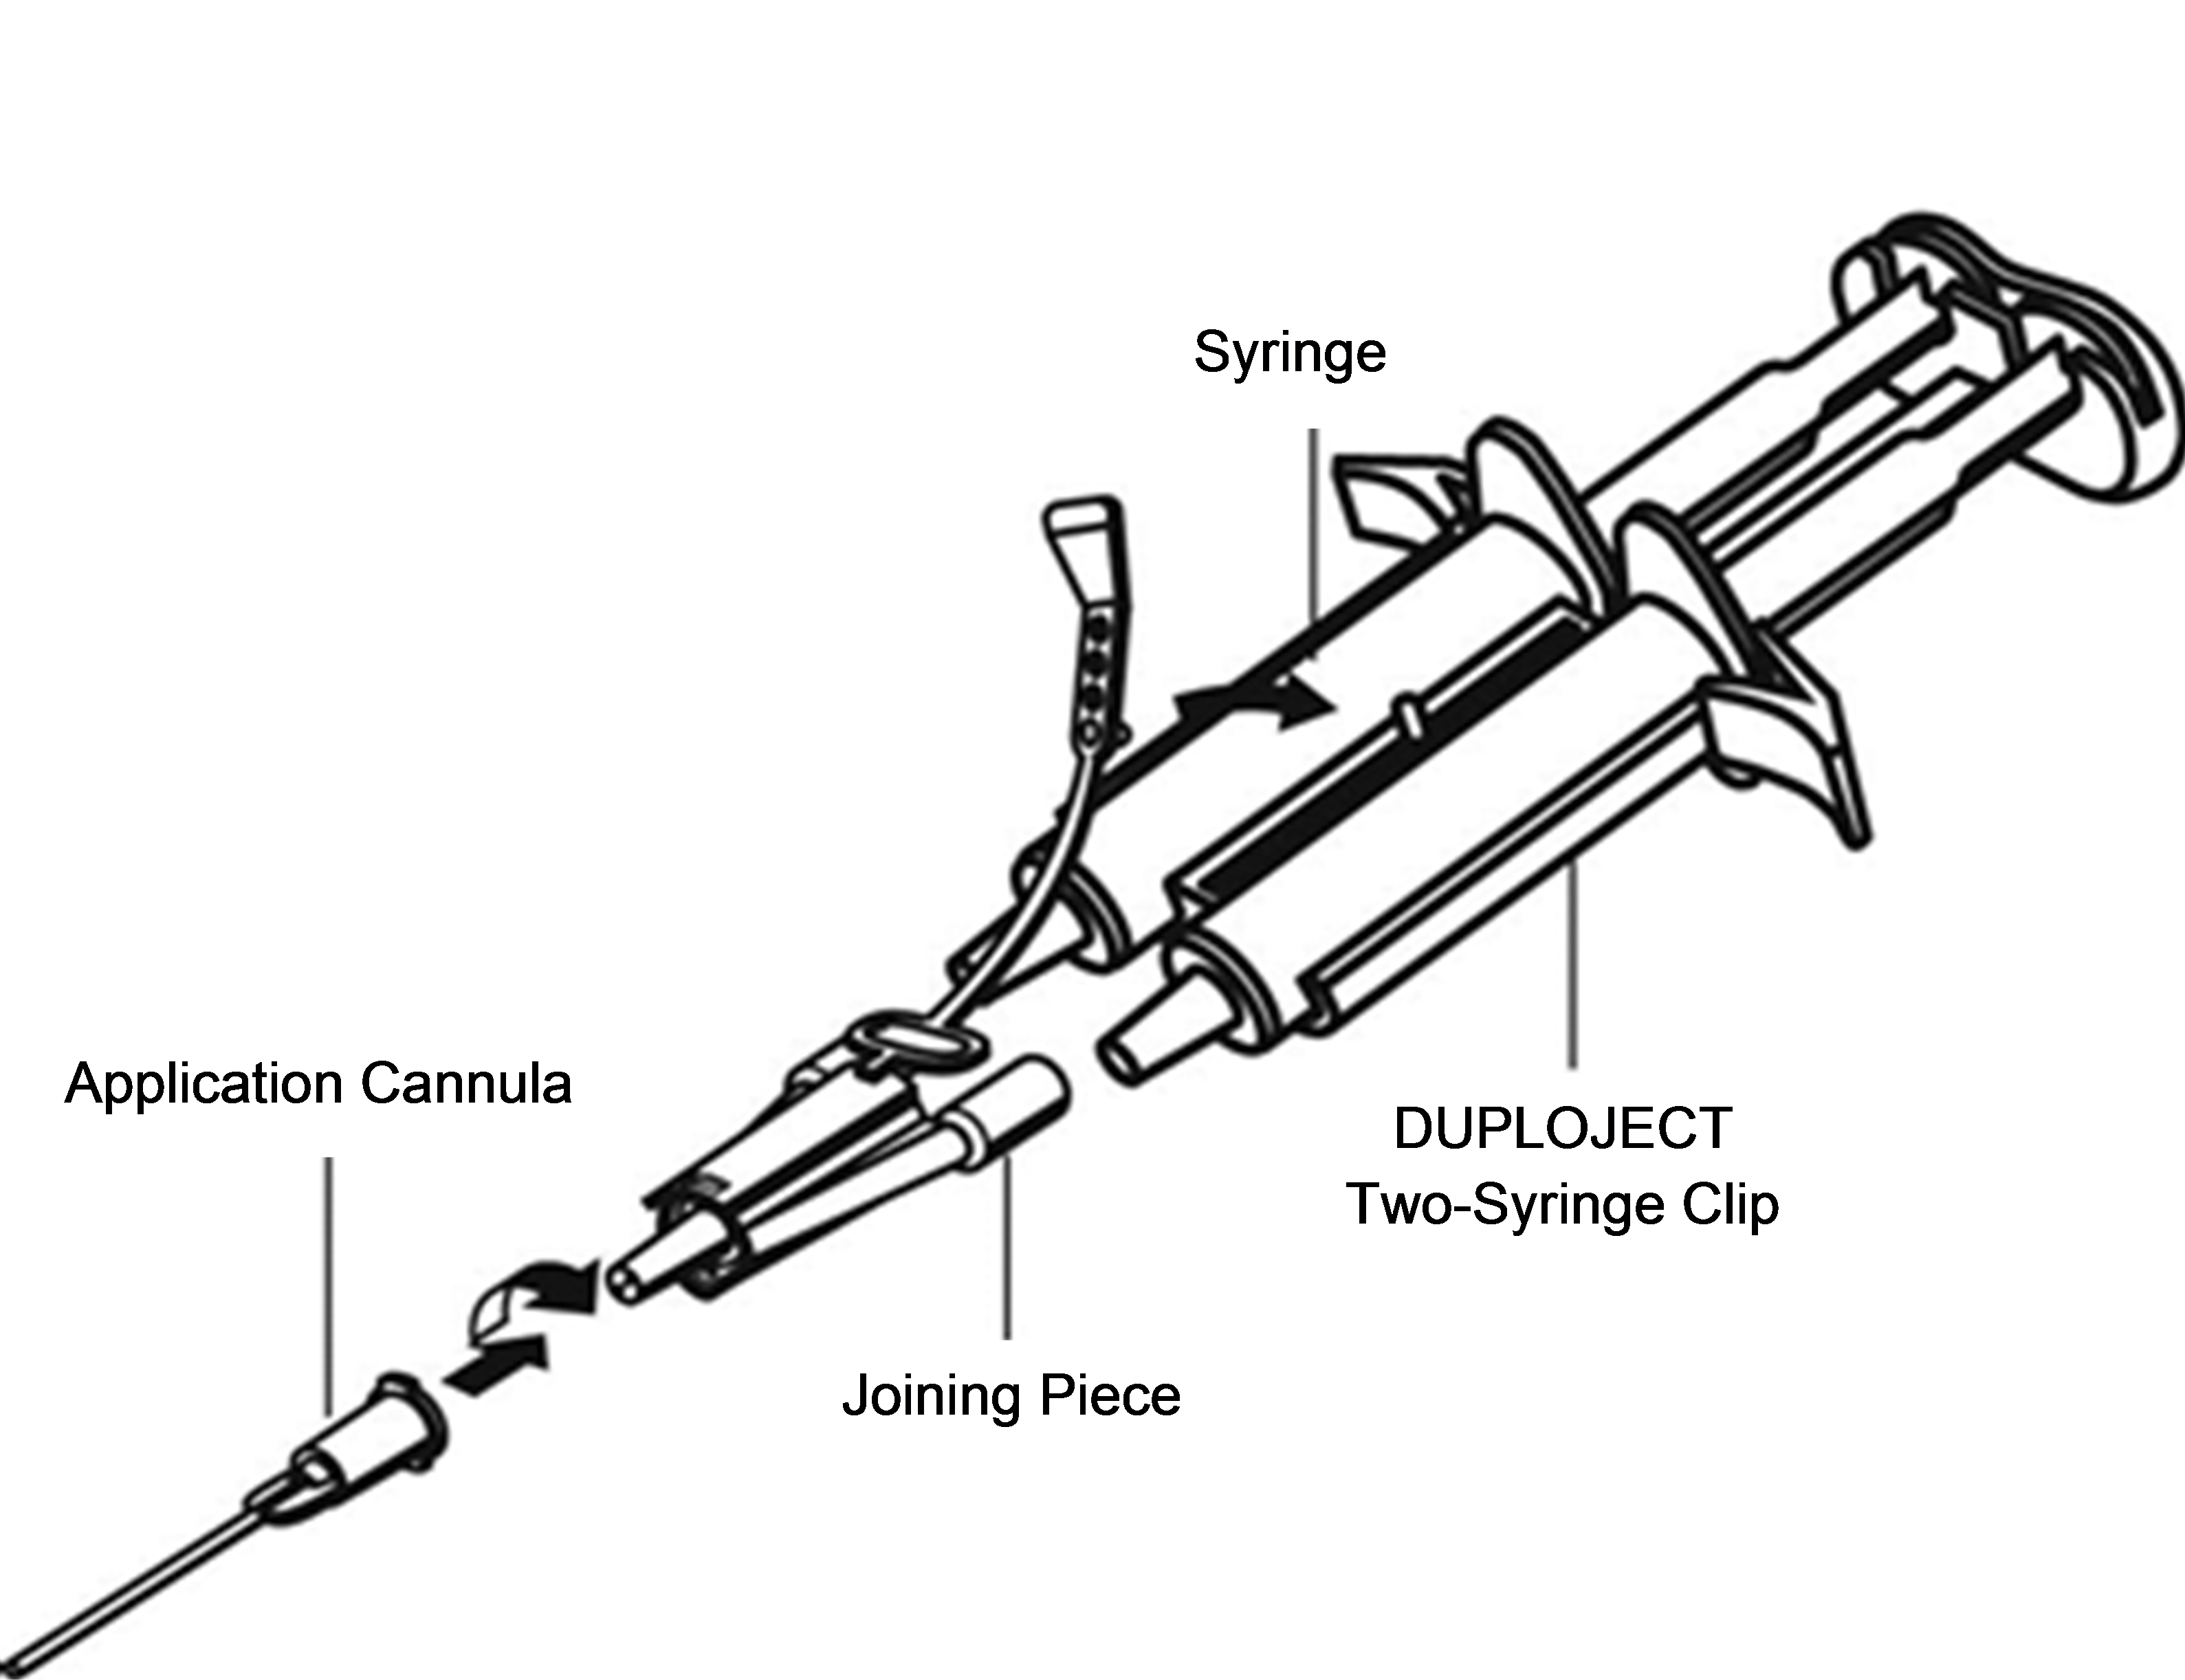 Syringe
Application Cannula
DUPLOJECT
Two-Syringe Clip
Joining Piece